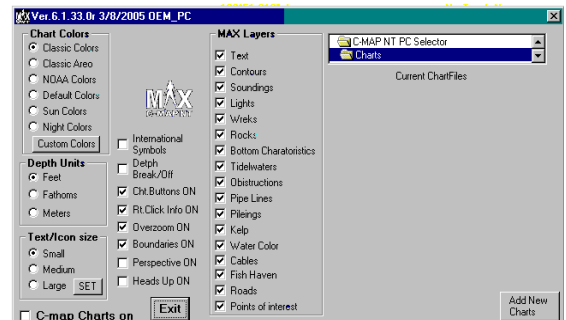 Ver.6.1.33.0r 3/8/2005 OEM_PC
Chart Colors
Classic Colors
Classic Areo
NOAA Colors
Default Colors
Sun Colors
Night Colors
Custom Colors
Depth Units
Feet
Fathoms
Meters
Text/Icon size
Small
Medium
Large SET
C-map Charts on
MAX
C-MAP/NT
International
Symbols
Detph
Break/Off
Cht.Buttons ON
Rt.Click Info ON
Overzoom ON
Boundaries ON
Perspective ON
Heads Up ON
Exit
MAX Layers
Text
Contours
Soundings
Lights
Wreks
Rocks
Bottom Charatoristics
Tidelwaters
Obistructions
Pipe Lines
Pileings
Kelp
Water Color
Cables
Fish Haven
Roads
Points of interest
C-MAP NT PC Selector
Charts
Current ChartFiles
Add New
Charts